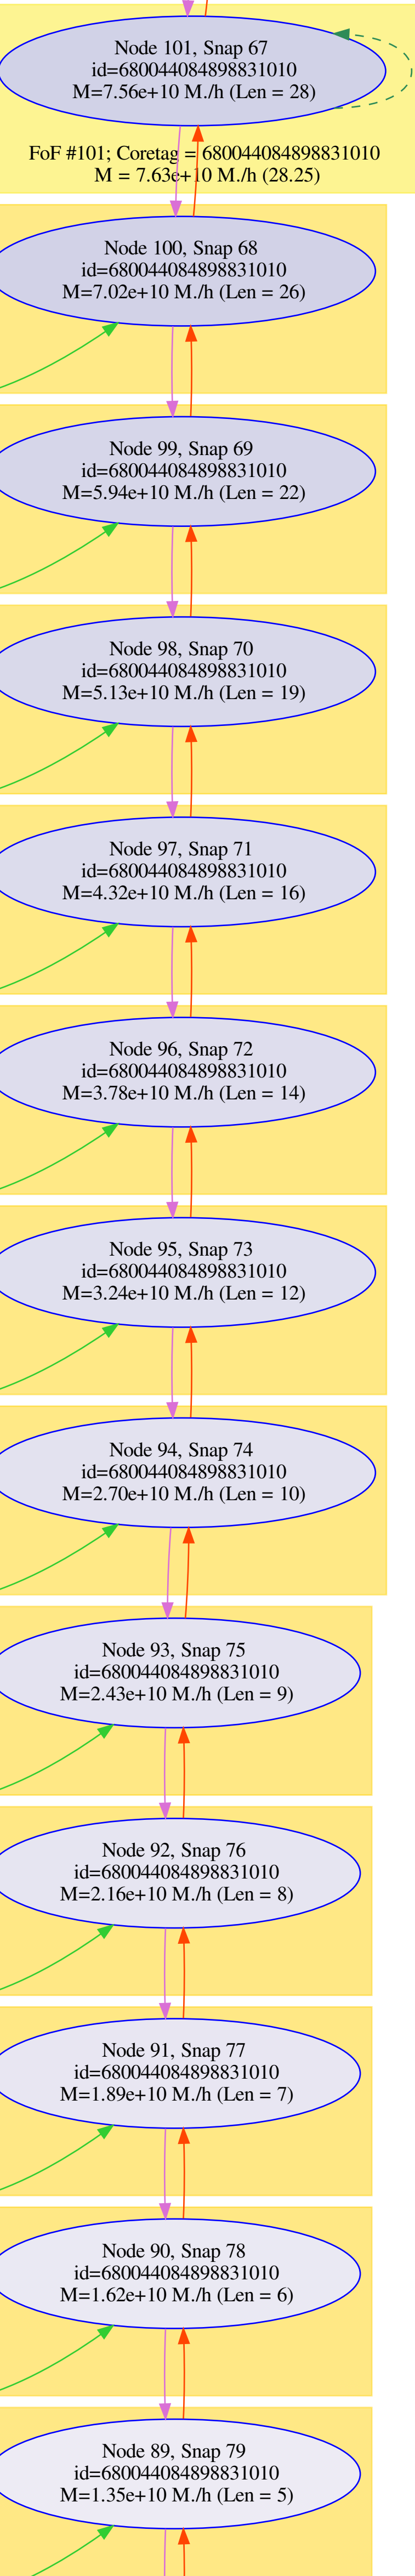 Node 101, Snap 67
id=680044084898831010
M=7.56e+10 M./h (Len = 28)
FoF #101; Coretag = 680044084898831010
M = 7.63e+10 M./h (28.25)
Node 100, Snap 68
id=680044084898831010
M=7.02e+10 M./h (Len = 26)
Node 99, Snap 69
id=680044084898831010
M=5.94e+10 M./h (Len = 22)
Node 98, Snap 70
id=680044084898831010
M=5.13e+10 M./h (Len = 19)
Node 97, Snap 71
id=680044084898831010
M=4.32e+10 M./h (Len = 16)
Node 96, Snap 72
id=680044084898831010
M=3.78e+10 M./h (Len = 14)
Node 95, Snap 73
id=680044084898831010
M=3.24e+10 M./h (Len = 12)
Node 94, Snap 74
id=680044084898831010
M=2.70e+10 M./h (Len = 10)
Node 93, Snap 75
id=680044084898831010
M=2.43e+10 M./h (Len = 9)
Node 92, Snap 76
id=680044084898831010
M=2.16e+10 M./h (Len = 8)
Node 91, Snap 77
id=680044084898831010
M=1.89e+10 M./h (Len = 7)
Node 90, Snap 78
id=680044084898831010
M=1.62e+10 M./h (Len = 6)
Node 89, Snap 79
id=680044084898831010
M=1.35e+10 M./h (Len = 5)